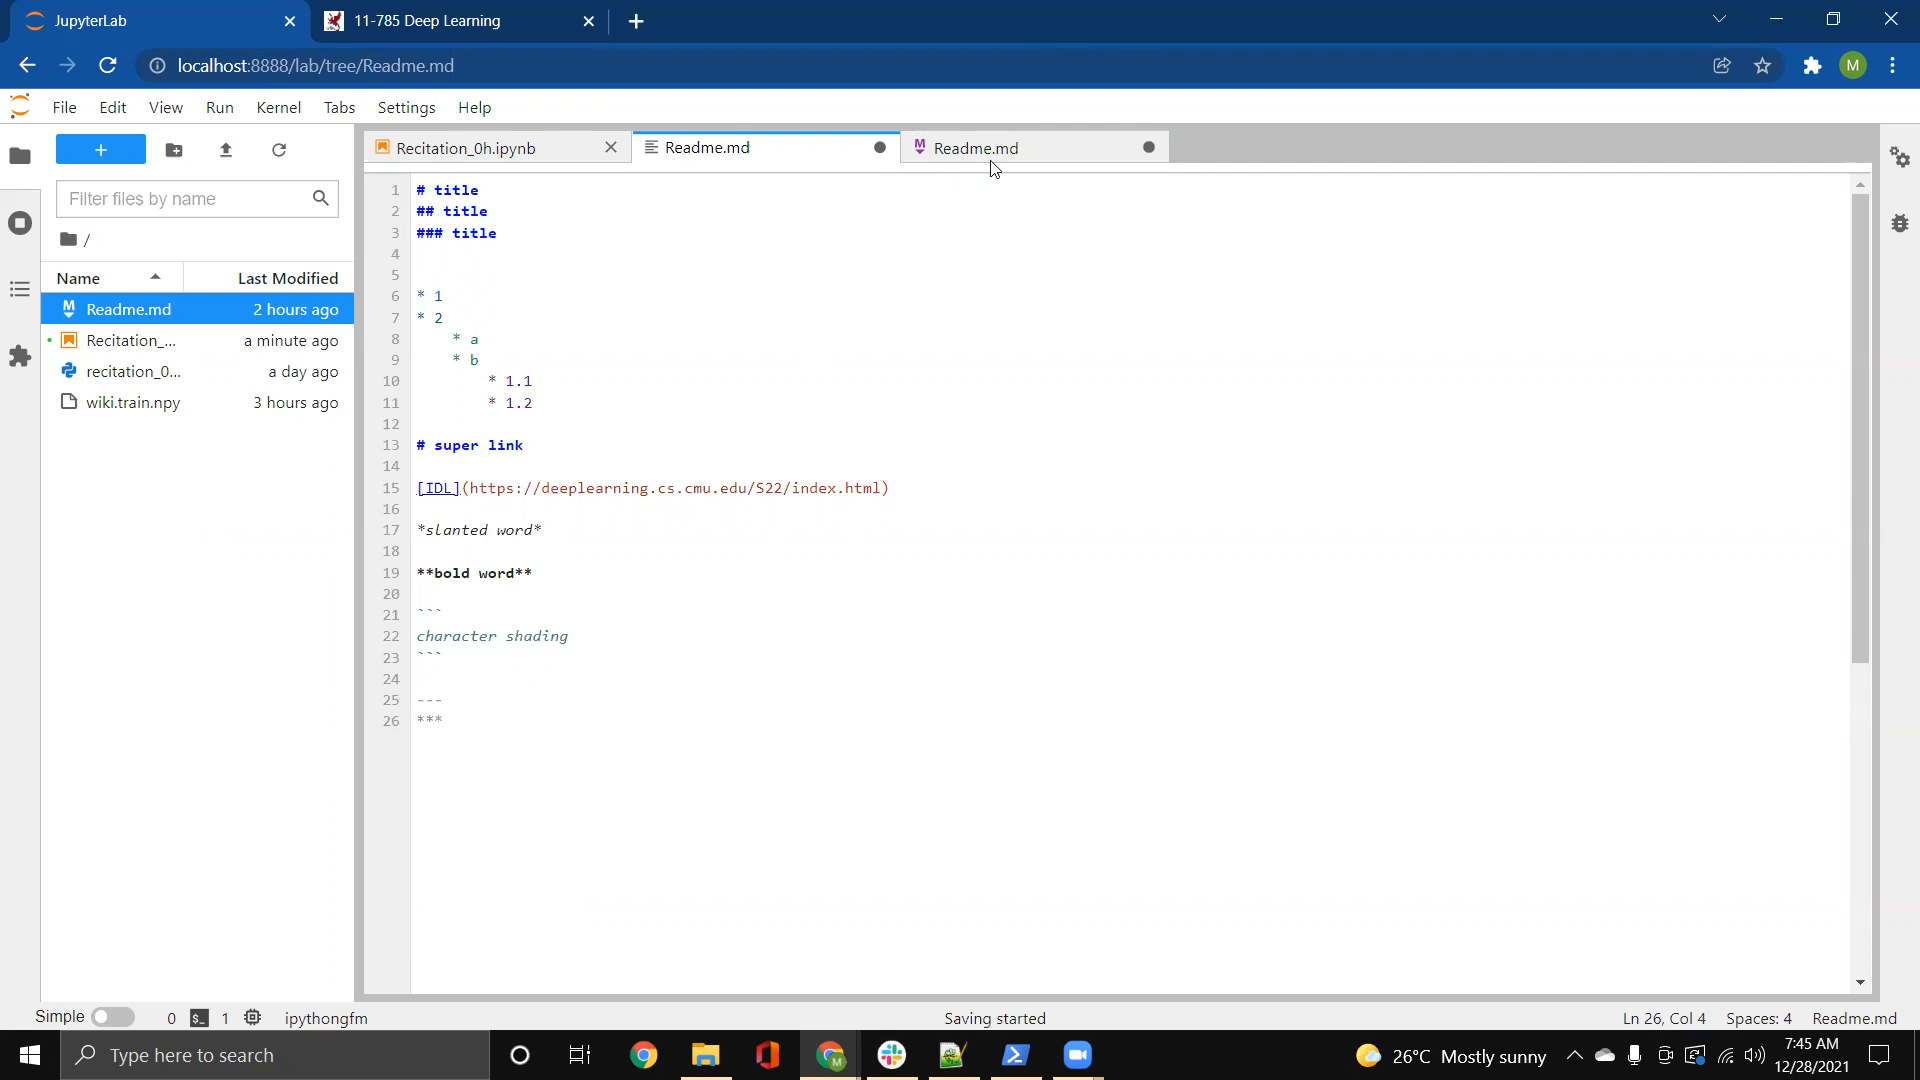 JupyterLab
11-785 Deep Learning
localhost:8888/lab/tree/Readme.md
M
File Edit View Run Kernel Tabs Settings Help
+
Recitation_0h.ipynb
Readme.md
Readme.md
Filter files by name
/
Name Last Modified
Readme.md 2 hours ago
Recitation_... a minute ago
recitation_0... a day ago
wiki.train.npy 3 hours ago
1 # title
2 ## title
3 ### title
4
5
6 * 1
7 * 2
8 * a
9 * b
10 * 1.1
11 * 1.2
12
13 # super link
14
15 [IDL](https://deeplearning.cs.cmu.edu/S22/index.html)
16
17 *slanted word*
18
19 **bold word**
20
21 ```
22 character shading
23 ```
24
25 ---
26 ***
Simple 0 $_ 1 ipythongfm Saving started Ln 26, Col 4 Spaces: 4 Readme.md
Type here to search
26°C Mostly sunny
7:45 AM
12/28/2021